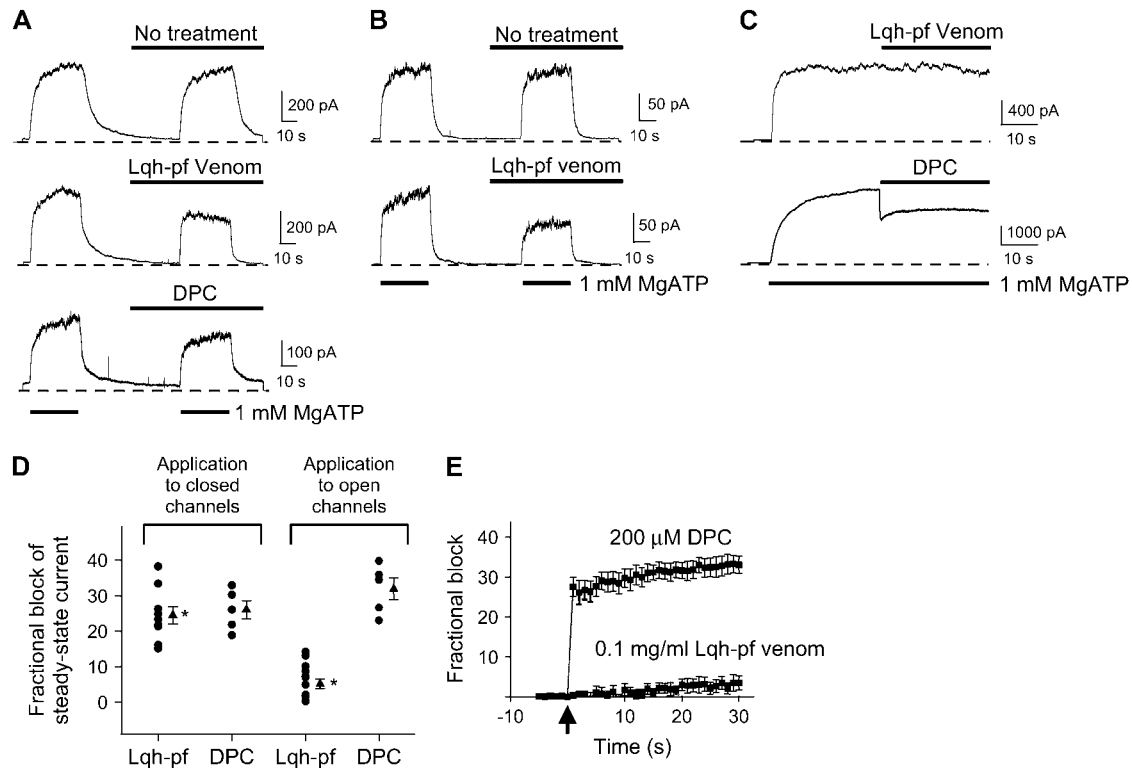 A
No treatment
200 pA
10 s
Lqh-pf Venom
200 pA
10 s
DPC
100 pA
10 s
1 mM MgATP
B
No treatment
50 pA
10 s
Lqh-pf venom
50 pA
10 s
1 mM MgATP
C
Lqh-pf Venom
400 pA
10 s
DPC
1000 pA
10 s
1 mM MgATP
D
Application to closed channels
Application to open channels
Fractional block of steady-state current
40
30
20
10
0
*
*
Lqh-pf
DPC
Lqh-pf
DPC
E
Fractional block
40
30
20
10
200 µM DPC
0.1 mg/ml Lqh-pf venom
-10
10
20
30
Time (s)